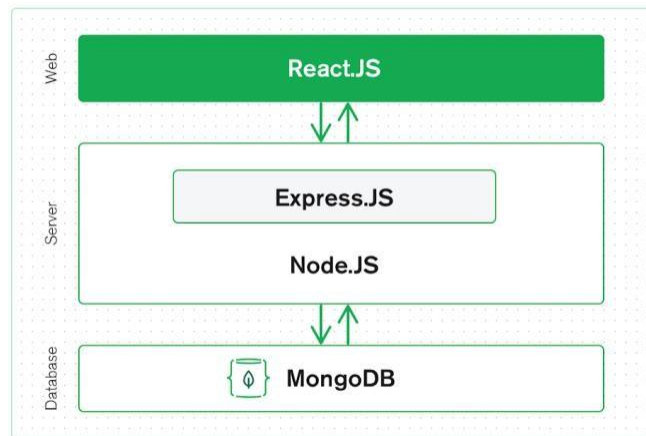 Web
React.JS
Server
Express.JS
Node.JS
Database
MongoDB